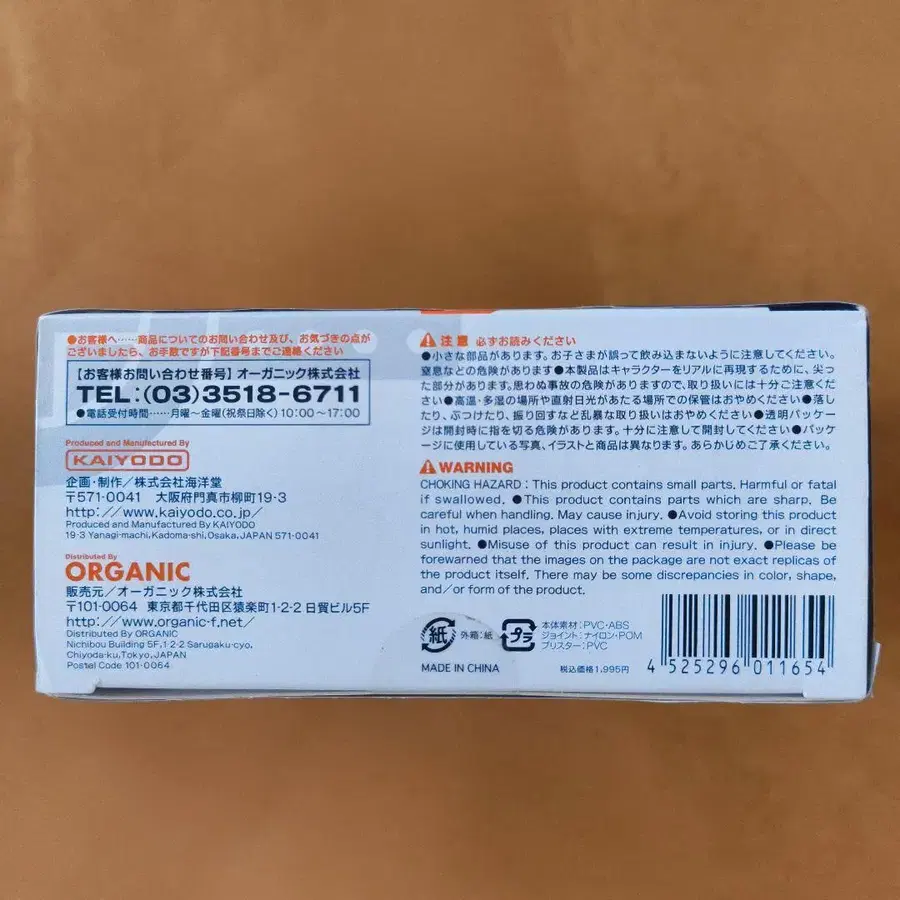 ●お客様へ……商品についてのお問い合わせ及び、お気づきの点が
ございましたら、お手数ですが下記番号までご連絡ください
【お客様お問い合わせ番号】オーガニック株式会社
TEL:(03)3518-6711
●電話受付時間……月曜~金曜(祝祭日除く)10:00~17:00
Produced and Manufactured By
KAIYODO
企画・制作／株式会社海洋堂
〒571-0041 大阪府門真市柳町19-3
http://www.kaiyodo.co.jp/
Produced and Manufactured By KAIYODO
19-3 Yanagi-machi, Kadoma-shi, Osaka, JAPAN 571-0041
Distributed By
ORGANIC
販売元／オーガニック株式会社
〒101-0064 東京都千代田区猿楽町1-2-2 日貿ビル5F
http://www.organic-f.net/
Distributed By ORGANIC
Nichibou Building 5F, 1-2-2 Sarugaku-cyo,
Chiyoda-ku, Tokyo, JAPAN
Postel Code 101-0064
注意 必ずお読みください
●小さな部品があります。お子さまが誤って飲み込まないように注意してください。
窒息などの危険があります●本製品はキャラクターをリアルに再現するために、尖っ
た部分があります。思わぬ事故の危険がありますので、取り扱いには十分ご注意くだ
さい●高温・多湿の場所や直射日光があたる場所での保管はおやめください●落し
たり、ぶつけたり、振り回すなど乱暴な取り扱いはおやめください●透明パッケー
ジは開封時に指を切る危険があります。十分に注意して開封してください●パッケ
ージに使用している写真、イラストと商品は異なります。あらかじめご了承ください。
WARNING
CHOKING HAZARD : This product contains small parts. Harmful or fatal
if swallowed. ●This product contains parts which are sharp. Be
careful when handling. May cause injury. ●Avoid storing this product
in hot, humid places, places with extreme temperatures, or in direct
sunlight. ●Misuse of this product can result in injury. ●Please be
forewarned that the images on the package are not exact replicas of
the product itself. There may be some discrepancies in color, shape,
and/or form of the product.
紙 外箱:紙 プラ
本体素材:PVC・ABS
ジョイント:ナイロン・POM
ブリスター:PVC
MADE IN CHINA
税込価格1,995円
4 525296 011654